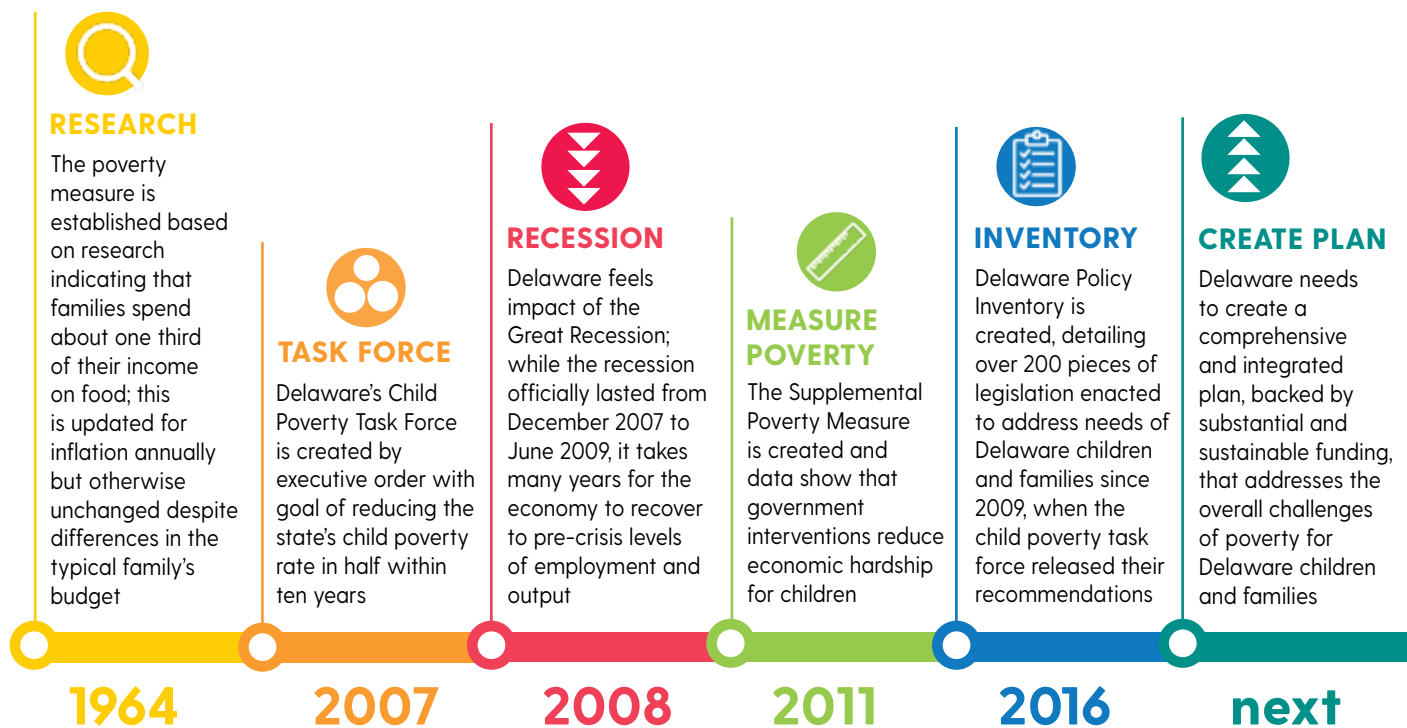 RESEARCH
The poverty
measure is
established based
on research
indicating that
families spend
about one third
of their income
on food; this
is updated for
inflation annually
but otherwise
unchanged despite
differences in the
typical family's
budget
1964
TASK FORCE
Delaware's Child
Poverty Task Force
is created by
executive order with
goal of reducing the
state's child poverty
rate in half within
ten years
2007
RECESSION
Delaware feels
impact of the
Great Recession;
while the recession
officially lasted from
December 2007 to
June 2009, it takes
many years for the
economy to recover
to pre-crisis levels
of employment and
output
2008
MEASURE
POVERTY
The Supplemental
Poverty Measure
is created and
data show that
government
interventions reduce
economic hardship
for children
2011
INVENTORY
Delaware Policy
Inventory is
created, detailing
over 200 pieces of
legislation enacted
to address needs of
Delaware children
and families since
2009, when the
child poverty task
force released their
recommendations
2016
CREATE PLAN
Delaware needs
to create a
comprehensive
and integrated
plan, backed by
substantial and
sustainable funding,
that addresses the
overall challenges
of poverty for
Delaware children
and families
next